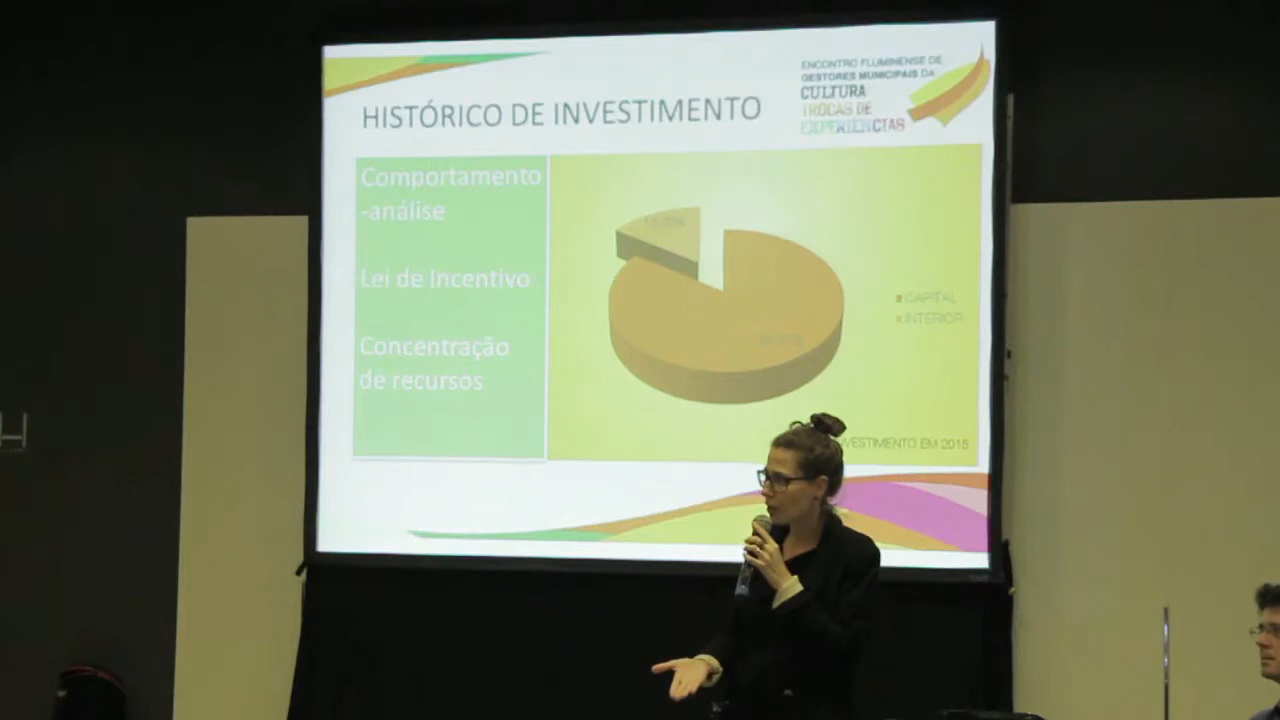 HISTÓRICO DE INVESTIMENTO
ENCONTRO FLUMINENSE DE
GESTORES MUNICIPAIS DA
CULTURA
TROCAS DE
EXPERIÊNCIAS
Comportamento
-análise
Lei de Incentivo
Concentração
de recursos
CAPITAL
INTERIOR
VESTIMENTO EM 2015
H